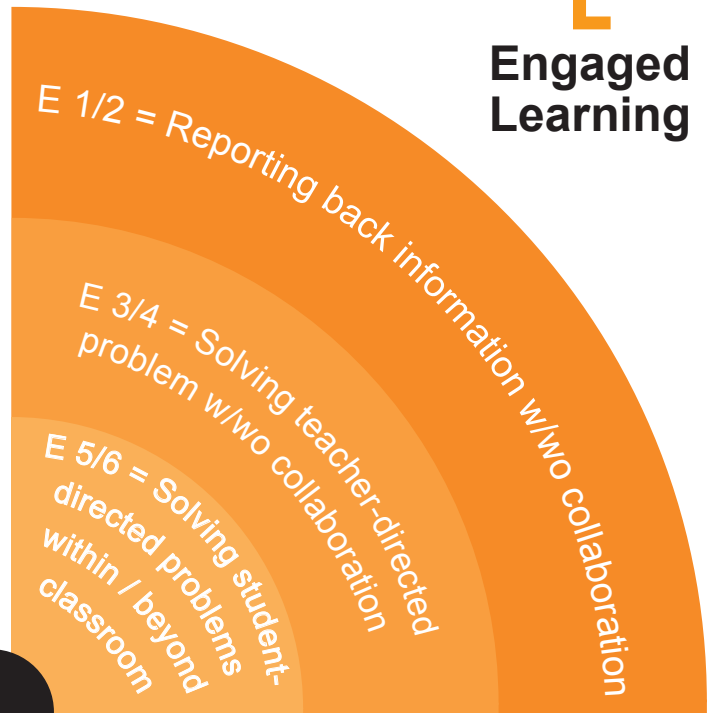 Engaged
Learning
E 1/2 = Reporting back information w/wo collaboration
E 3/4 = Solving teacher-directed
problem w/wo collaboration
E 5/6 = Solving student-
directed problems
within / beyond
classroom